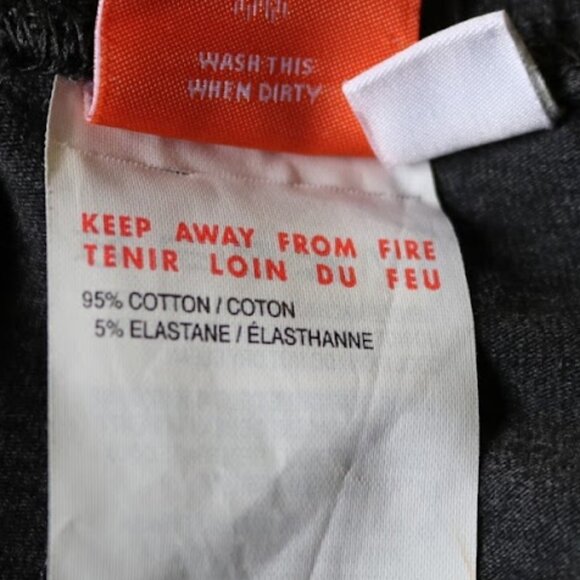 WASH THIS
WHEN DIRTY
KEEP AWAY FROM FIRE
TENIR LOIN DU FEU
95% COTTON / COTON
5% ELASTANE / ÉLASTHANNE